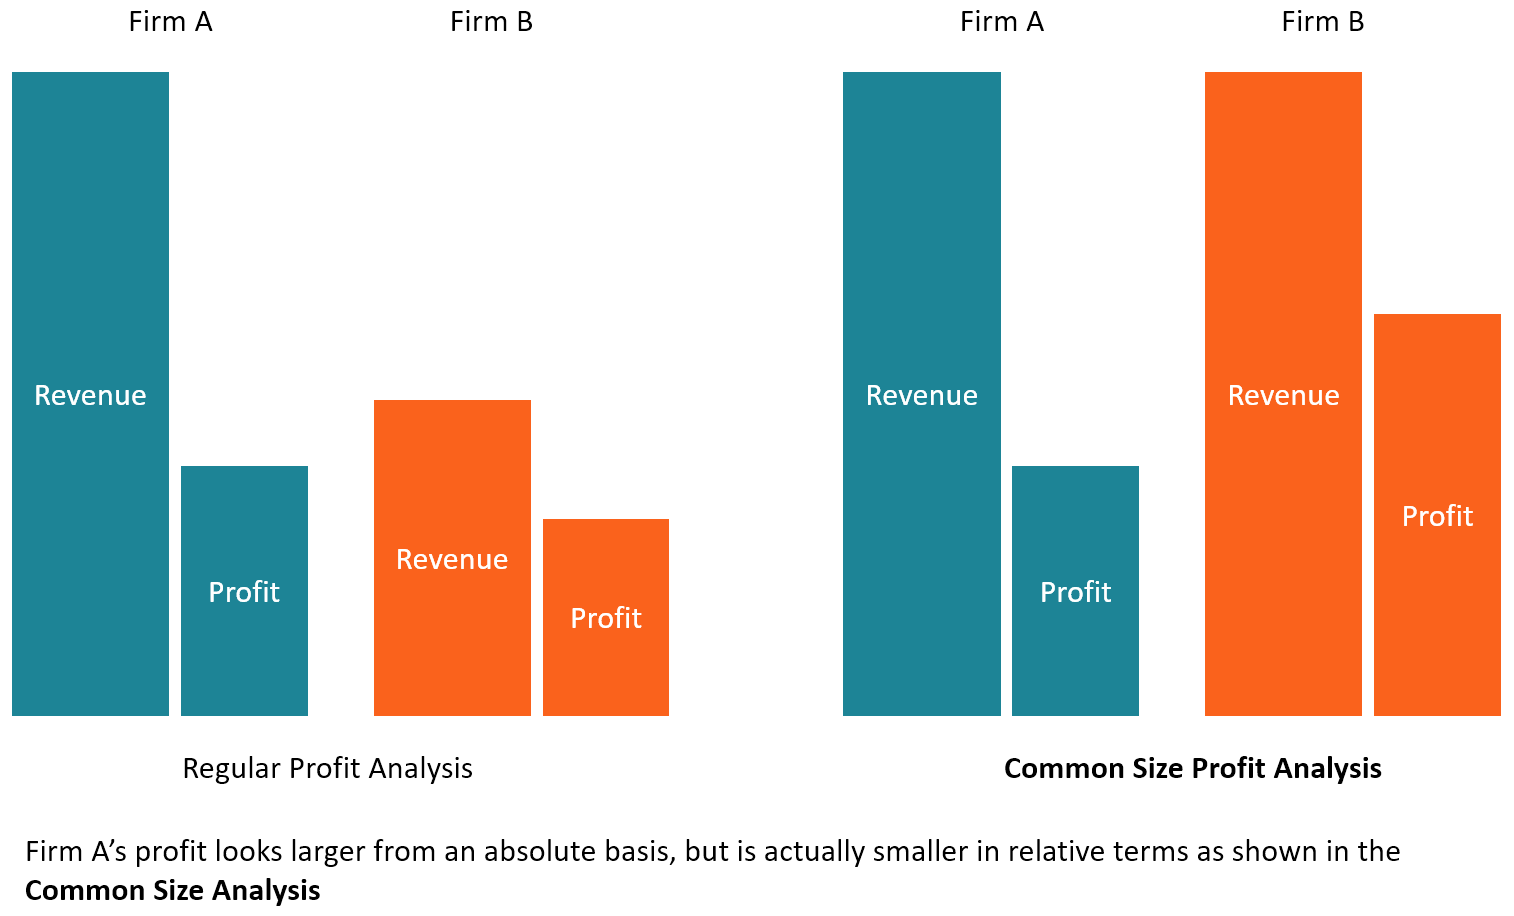 Firm A
Firm B
Firm A
Firm B
Revenue
Profit
Revenue
Profit
Revenue
Profit
Revenue
Profit
Regular Profit Analysis
Common Size Profit Analysis
Firm A’s profit looks larger from an absolute basis, but is actually smaller in relative terms as shown in the
Common Size Analysis